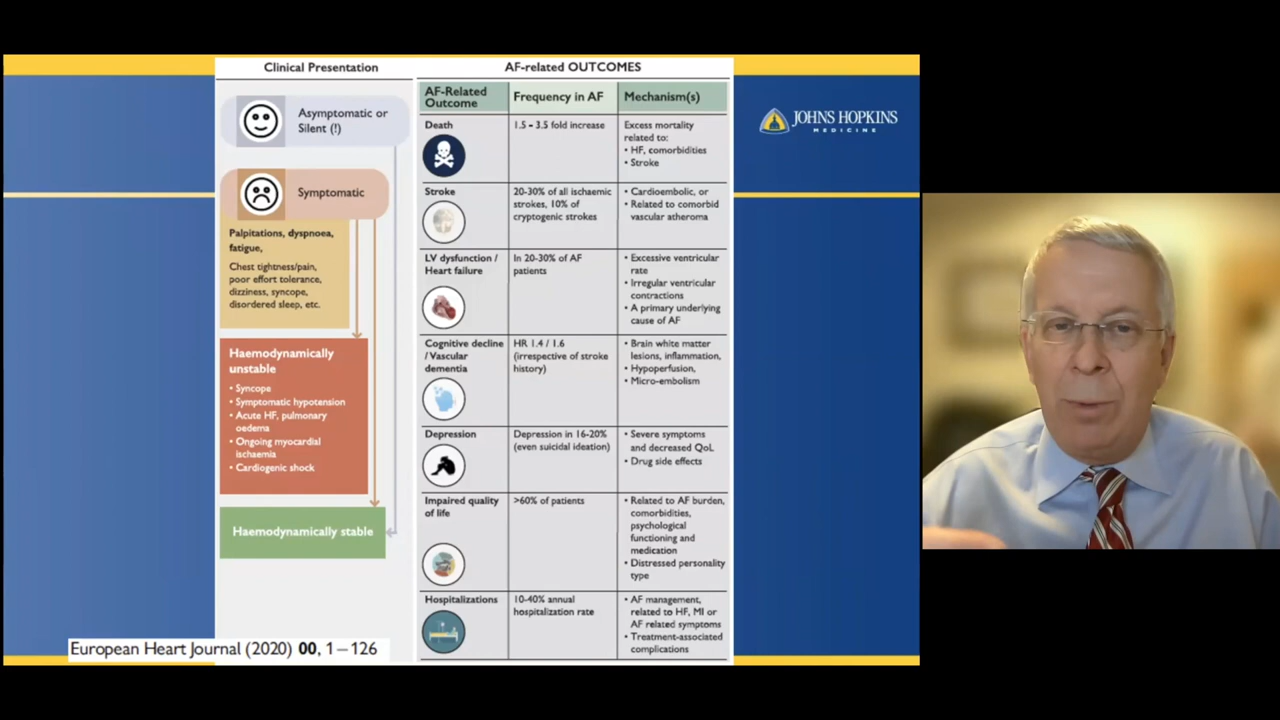 Clinical Presentation
Asymptomatic or
Silent (!)
Symptomatic
Palpitations, dyspnoea,
fatigue,
Chest tightness/pain,
poor effort tolerance,
dizziness, syncope,
disordered sleep, etc.
Haemodynamically
unstable
• Syncope
• Symptomatic hypotension
• Acute HF, pulmonary
oedema
• Ongoing myocardial
ischaemia
• Cardiogenic shock
Haemodynamically stable
AF-related OUTCOMES
AF-Related
Outcome
Frequency in AF
Mechanism(s)
Death
1.5 - 3.5 fold increase
Excess mortality
related to:
• HF, comorbidities
• Stroke
Stroke
20-30% of all ischaemic
strokes, 10% of
cryptogenic strokes
• Cardioembolic, or
• Related to comorbid
vascular atheroma
LV dysfunction /
Heart failure
In 20-30% of AF
patients
• Excessive ventricular
rate
• Irregular ventricular
contractions
• A primary underlying
cause of AF
Cognitive decline
/ Vascular
dementia
HR 1.4 / 1.6
(irrespective of stroke
history)
• Brain white matter
lesions, inflammation,
• Hypoperfusion,
• Micro-embolism
Depression
Depression in 16-20%
(even suicidal ideation)
• Severe symptoms
and decreased QoL
• Drug side effects
Impaired quality
of life
>60% of patients
• Related to AF burden,
comorbidities,
psychological
functioning and
medication
• Distressed personality
type
Hospitalizations
10-40% annual
hospitalization rate
• AF management,
related to HF, MI or
AF related symptoms
• Treatment-associated
complications
JOHNS HOPKINS
MEDICINE
European Heart Journal (2020) 00, 1–126